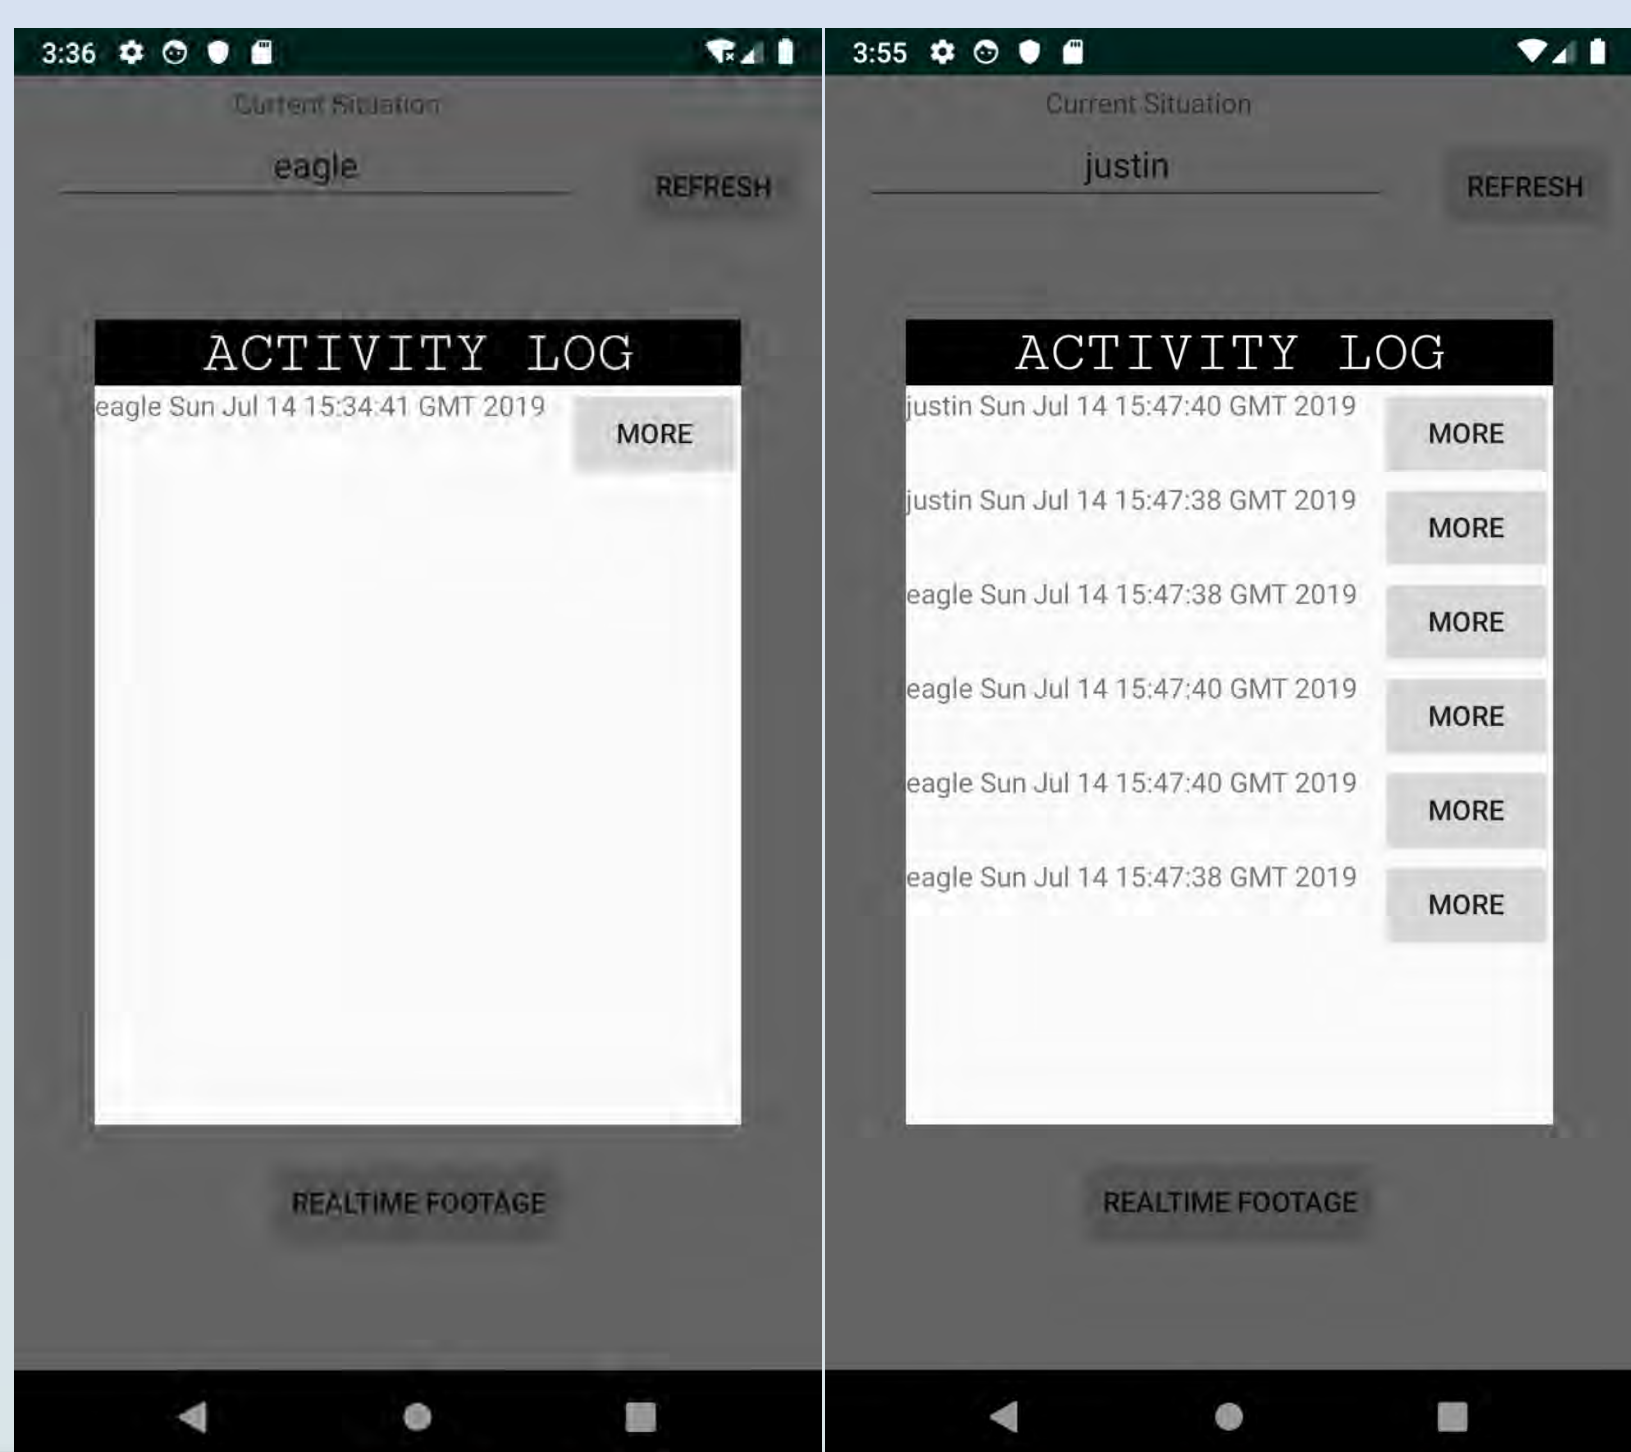 3:36
Current Situation
eagle
REFRESH
ACTIVITY LOG
eagle Sun Jul 14 15:34:41 GMT 2019
MORE
REALTIME FOOTAGE
3:55
Current Situation
justin
REFRESH
ACTIVITY LOG
justin Sun Jul 14 15:47:40 GMT 2019
MORE
justin Sun Jul 14 15:47:38 GMT 2019
MORE
eagle Sun Jul 14 15:47:38 GMT 2019
MORE
eagle Sun Jul 14 15:47:40 GMT 2019
MORE
eagle Sun Jul 14 15:47:40 GMT 2019
MORE
eagle Sun Jul 14 15:47:38 GMT 2019
MORE
REALTIME FOOTAGE